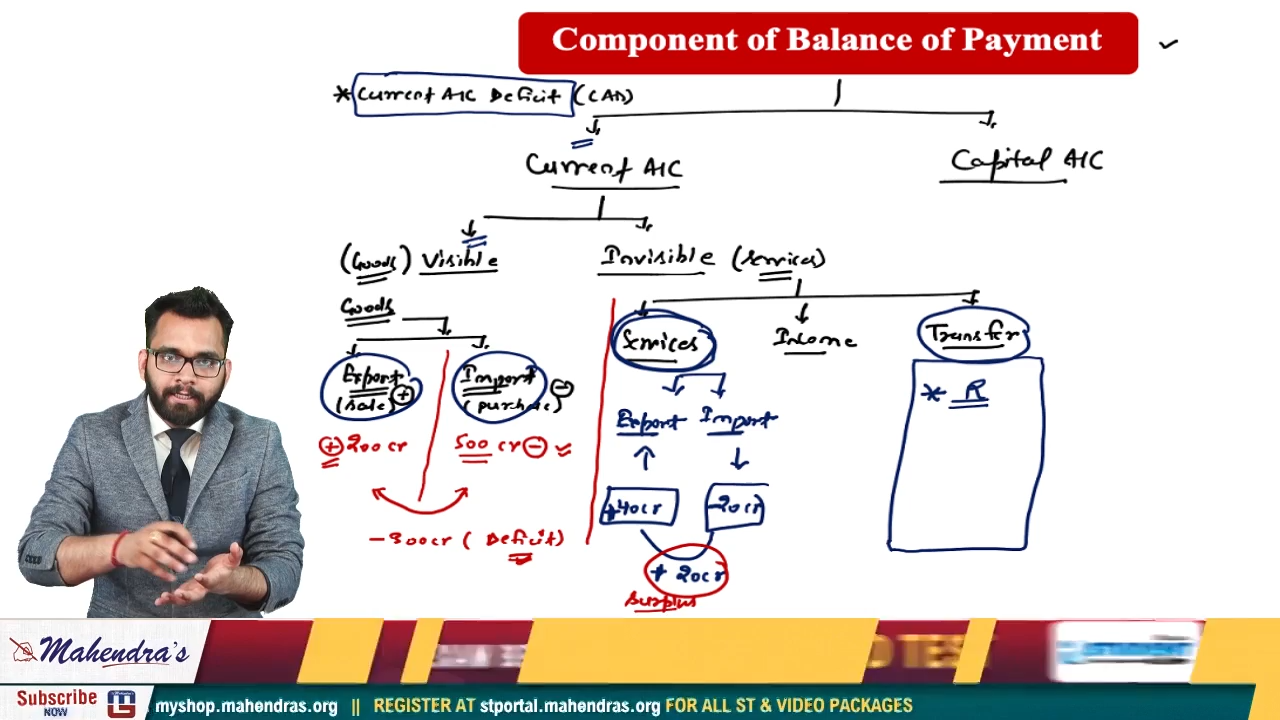 Component of Balance of Payment
* Current A/C Deficit (CAD)
Current A/C
Capital A/C
(Goods) Visible
Invisible (Services)
Goods
Services
Income
Transfer
Export +
(sale)
Import -
(purchase)
* R
Export
Import
+ 200 cr
500 cr -
+40cr
-20cr
-300cr ( Deficit)
+ 20cr
Surplus
Mahendra's
Subscribe
NOW
myshop.mahendras.org || REGISTER AT stportal.mahendras.org FOR ALL ST & VIDEO PACKAGES